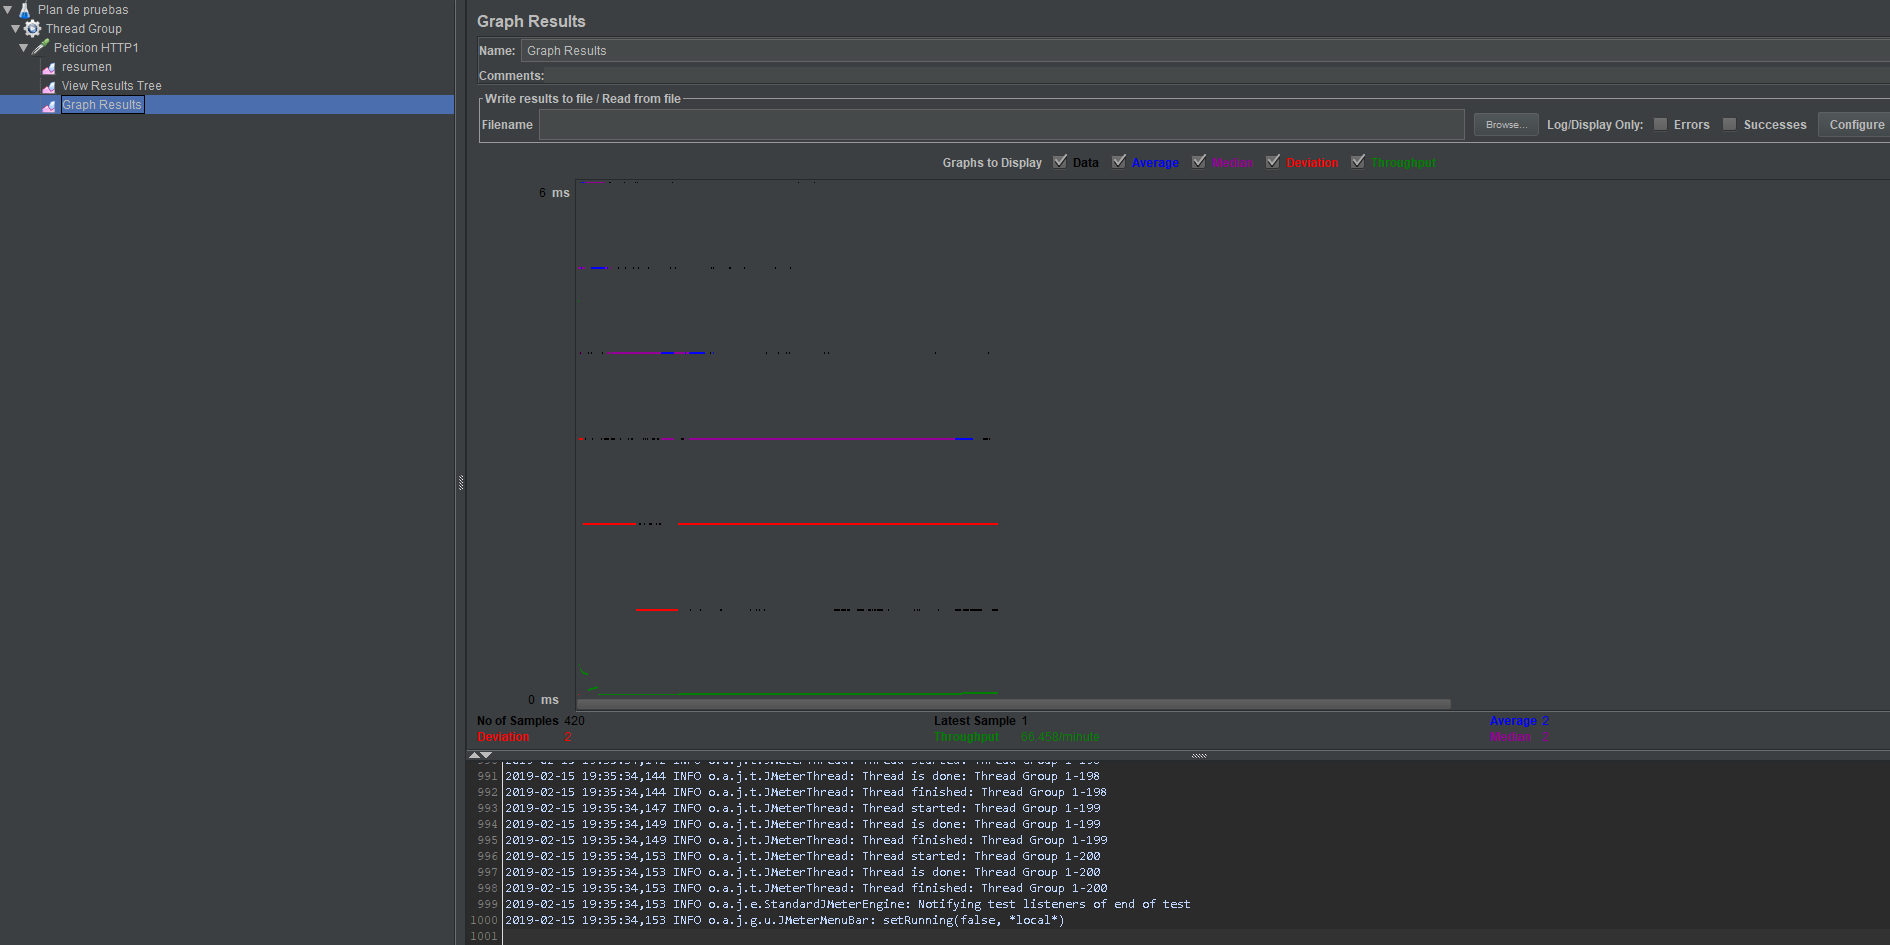 Plan de pruebas
Thread Group
Peticion HTTP1
resumen
View Results Tree
Graph Results
Graph Results
Name: Graph Results
Comments:
Write results to file / Read from file
Filename Browse... Log/Display Only: Errors Successes Configure
Graphs to Display Data Average Median Deviation Throughput
6 ms
0 ms
No of Samples 420 Latest Sample 1 Average 2
Deviation 2 Throughput 66.458/minute Median
991 2019-02-15 19:35:34,144 INFO o.a.j.t.JMeterThread: Thread is done: Thread Group 1-198
992 2019-02-15 19:35:34,144 INFO o.a.j.t.JMeterThread: Thread finished: Thread Group 1-198
993 2019-02-15 19:35:34,147 INFO o.a.j.t.JMeterThread: Thread started: Thread Group 1-199
994 2019-02-15 19:35:34,149 INFO o.a.j.t.JMeterThread: Thread is done: Thread Group 1-199
995 2019-02-15 19:35:34,149 INFO o.a.j.t.JMeterThread: Thread finished: Thread Group 1-199
996 2019-02-15 19:35:34,153 INFO o.a.j.t.JMeterThread: Thread started: Thread Group 1-200
997 2019-02-15 19:35:34,153 INFO o.a.j.t.JMeterThread: Thread is done: Thread Group 1-200
998 2019-02-15 19:35:34,153 INFO o.a.j.t.JMeterThread: Thread finished: Thread Group 1-200
999 2019-02-15 19:35:34,153 INFO o.a.j.e.StandardJMeterEngine: Notifying test listeners of end of test
1000 2019-02-15 19:35:34,153 INFO o.a.j.g.u.JMeterMenuBar: setRunning(false, *local*)
1001